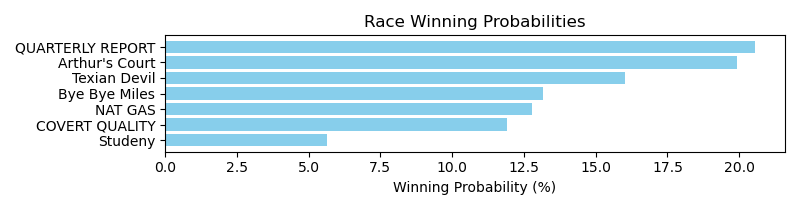 Race Winning Probabilities
QUARTERLY REPORT
Arthur's Court
Texian Devil
Bye Bye Miles
NAT GAS
COVERT QUALITY
Studeny
0.0 2.5 5.0 7.5 10.0 12.5 15.0 17.5 20.0
Winning Probability (%)